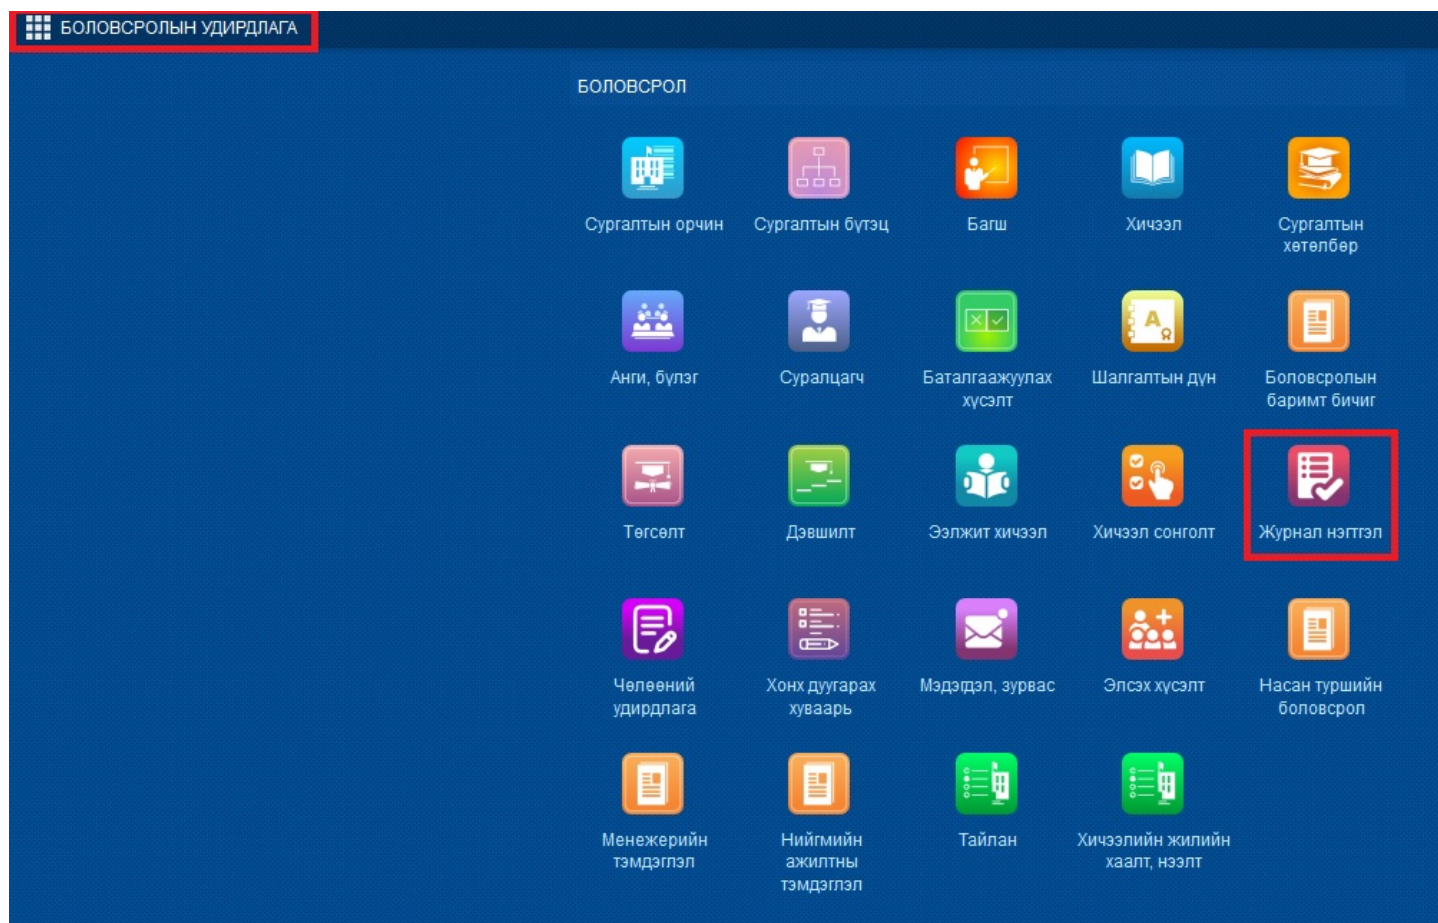 БОЛОВСРОЛЫН УДИРДЛАГА
БОЛОВСРОЛ
Сургалтын орчин
Сургалтын бүтэц
Багш
Хичээл
Сургалтын
хөтөлбөр
Анги, бүлэг
Суралцагч
Баталгаажуулах
хүсэлт
A
Шалгалтын дүн
Боловсролын
баримт бичиг
Төгсөлт
Дэвшилт
Ээлжит хичээл
Хичээл сонголт
Журнал нэгтгэл
Чөлөөний
удирдлага
Хонх дуугарах
хуваарь
Мэдэгдэл, зурвас
Элсэх хүсэлт
Насан туршийн
боловсрол
Менежерийн
тэмдэглэл
Нийгмийн
ажилтны
тэмдэглэл
Тайлан
Хичээлийн жилийн
хаалт, нээлт